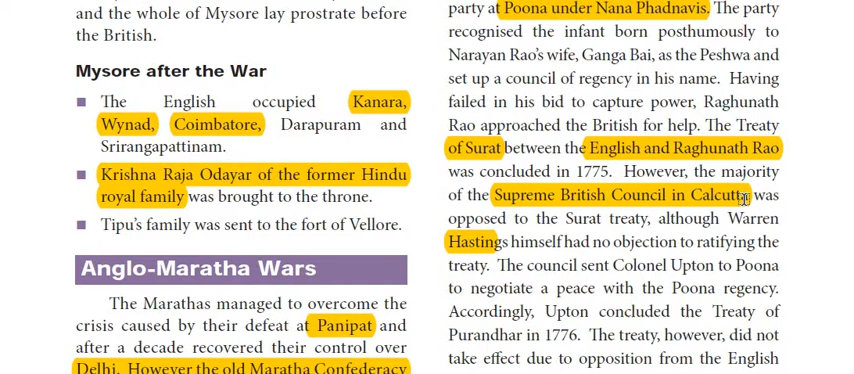 and the whole of Mysore lay prostrate before
the British.
Mysore after the War
The English occupied Kanara,
Wynad, Coimbatore, Darapuram and
Srirangapattinam.
Krishna Raja Odayar of the former Hindu
royal family was brought to the throne.
Tipu's family was sent to the fort of Vellore.
Anglo-Maratha Wars
The Marathas managed to overcome the
crisis caused by their defeat at Panipat and
after a decade recovered their control over
Delhi. However the old Maratha Confederacy
party at Poona under Nana Phadnavis. The party
recognised the infant born posthumously to
Narayan Rao's wife, Ganga Bai, as the Peshwa and
set up a council of regency in his name. Having
failed in his bid to capture power, Raghunath
Rao approached the British for help. The Treaty
of Surat between the English and Raghunath Rao
was concluded in 1775. However, the majority
of the Supreme British Council in Calcutta was
opposed to the Surat treaty, although Warren
Hastings himself had no objection to ratifying the
treaty. The council sent Colonel Upton to Poona
to negotiate a peace with the Poona regency.
Accordingly, Upton concluded the Treaty of
Purandhar in 1776. The treaty, however, did not
take effect due to opposition from the English